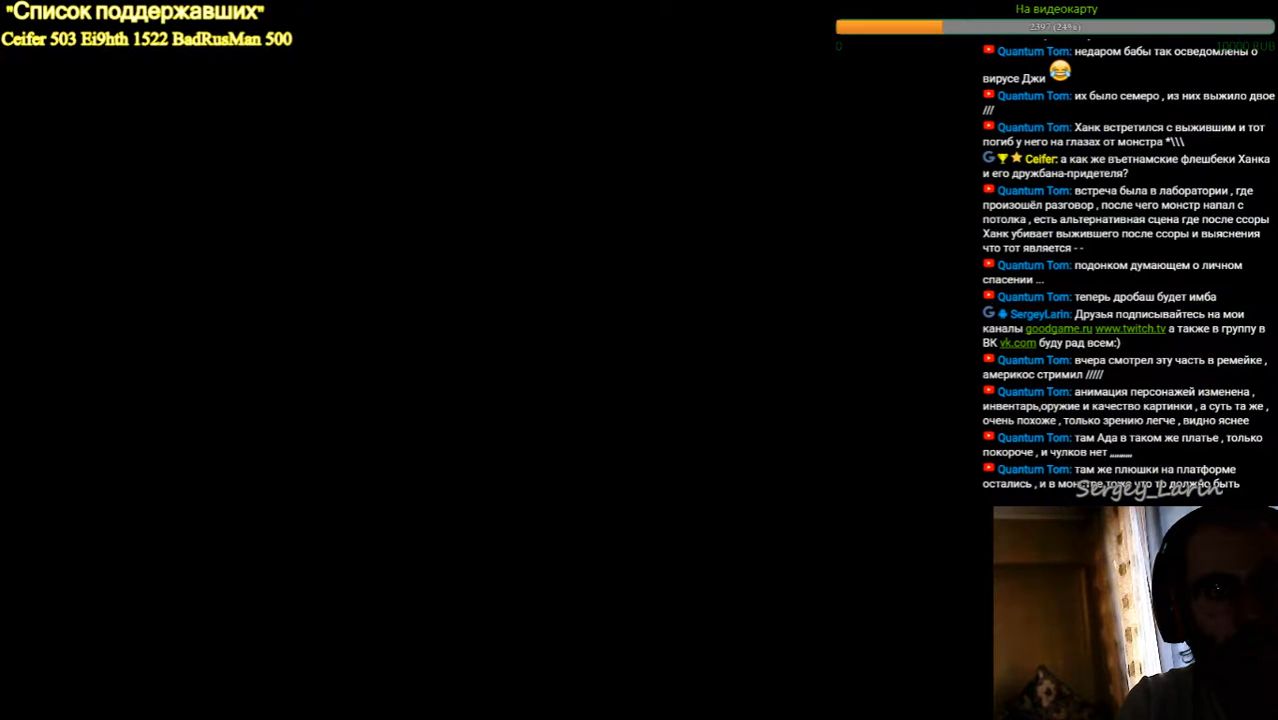 "Список поддержавших"
Ceifer 503 Ei9hth 1522 BadRusMan 500
На видеокарту
2397 (24%)
0 10000 RUB
Quantum Tom: недаром бабы так осведомлены о
вирусе Джи 😂
Quantum Tom: их было семеро , из них выжило двое
///
Quantum Tom: Ханк встретился с выжившим и тот
погиб у него на глазах от монстра *\\\
Ceifer: а как же въетнамские флешбеки Ханка
и его дружбана-придетеля?
Quantum Tom: встреча была в лаборатории , где
произошёл разговор , после чего монстр напал с
потолка , есть альтернативная сцена где после ссоры
Ханк убивает выжившего после ссоры и выяснения
что тот является - -
Quantum Tom: подонком думающем о личном
спасении ...
Quantum Tom: теперь дробаш будет имба
SergeyLarin: Друзья подписывайтесь на мои
каналы goodgame.ru www.twitch.tv а также в группу в
ВК vk.com буду рад всем:)
Quantum Tom: вчера смотрел эту часть в ремейке ,
америкос стримил /////
Quantum Tom: анимация персонажей изменена ,
инвентарь,оружие и качество картинки , а суть та же ,
очень похоже , только зрению легче , видно яснее
Quantum Tom: там Ада в таком же платье , только
покороче , и чулков нет ,,,,,,,,,
Quantum Tom: там же плюшки на платформе
остались , и в монстре тоже что то должно быть
Sergey_Larin